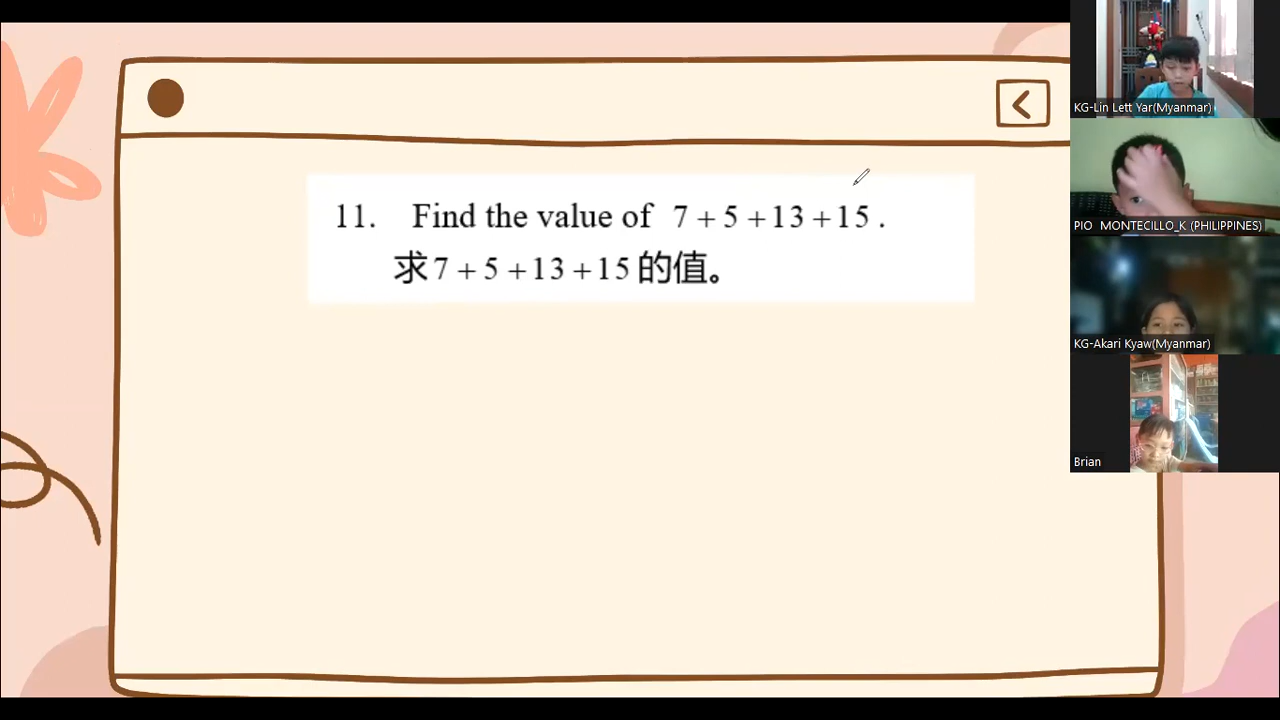 11. Find the value of 7 + 5 + 13 + 15 .
求 7 + 5 + 13 + 15 的值。
KG-Lin Lett Yar(Myanmar)
PIO MONTECILLO_K (PHILIPPINES)
KG-Akari Kyaw(Myanmar)
Brian